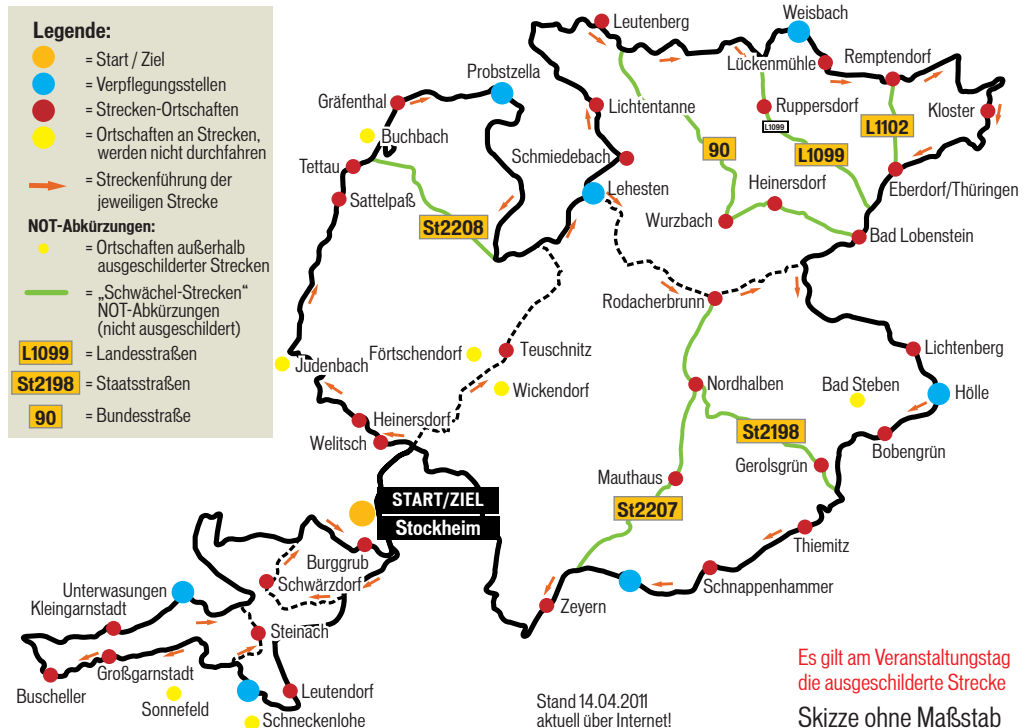 Legende:
= Start / Ziel
= Verpflegungsstellen
= Strecken-Ortschaften
= Ortschaften an Strecken,
werden nicht durchfahren
= Streckenführung der
jeweiligen Strecke
NOT-Abkürzungen:
= Ortschaften außerhalb
ausgeschilderter Strecken
= „Schwächel-Strecken"
NOT-Abkürzungen
(nicht ausgeschildert)
L1099 = Landesstraßen
St2198 = Staatsstraßen
90 = Bundesstraße
Leutenberg
Weisbach
Lückenmühle
Remptendorf
Probstzella
Gräfenthal
Lichtentanne
Ruppersdorf
Kloster
L1099
L1102
Buchbach
90
L1099
Tettau
Schmiedebach
Heinersdorf
Eberdorf/Thüringen
Sattelpaß
Lehesten
St2208
Wurzbach
Bad Lobenstein
Rodacherbrunn
Judenbach
Förtschendorf
Teuschnitz
Lichtenberg
Wickendorf
Nordhalben
Bad Steben
Hölle
Heinersdorf
St2198
Welitsch
Bobengrün
Gerolsgrün
Mauthaus
START/ZIEL
Stockheim
St2207
Thiemitz
Burggrub
Schwärzdorf
Schnappenhammer
Unterwasungen
Kleingarnstadt
Zeyern
Steinach
Großgarnstadt
Buscheller
Sonnefeld
Leutendorf
Schneckenlohe
Stand 14.04.2011
aktuell über Internet!
Es gilt am Veranstaltungstag
die ausgeschilderte Strecke
Skizze ohne Maßstab